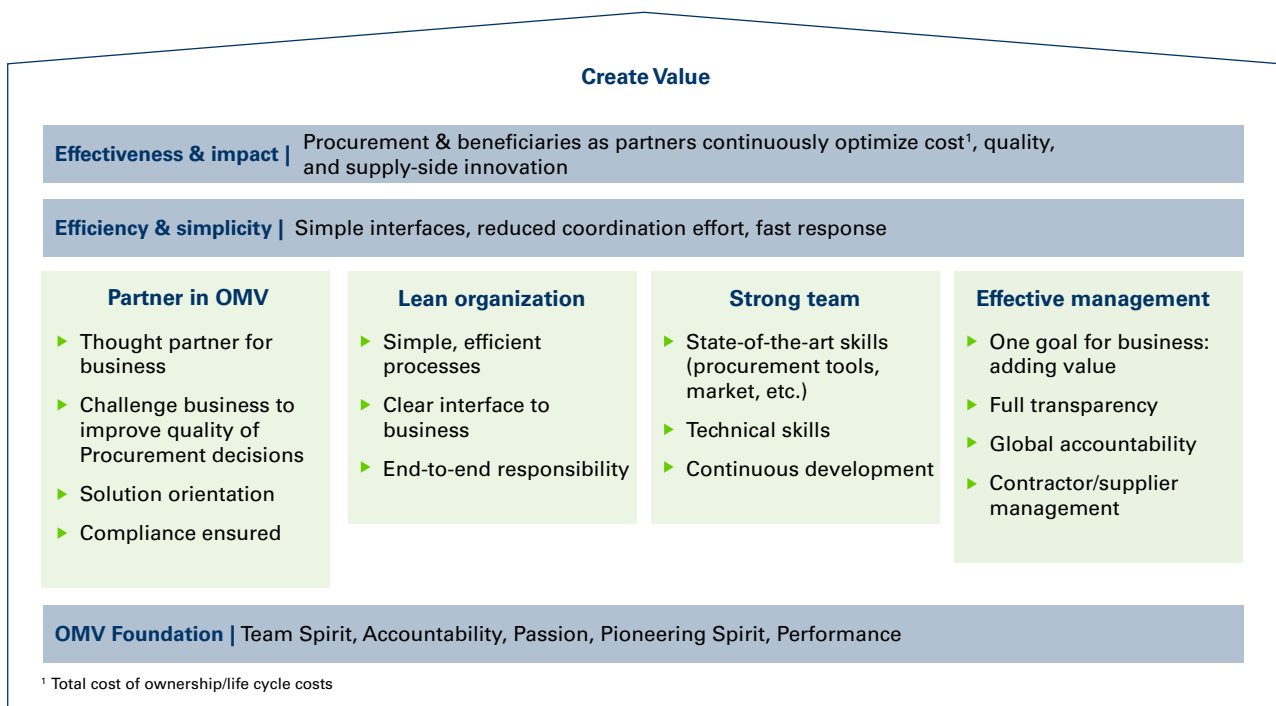 Create Value
Effectiveness & impact | Procurement & beneficiaries as partners continuously optimize cost¹, quality,
and supply-side innovation
Efficiency & simplicity | Simple interfaces, reduced coordination effort, fast response
Partner in OMV
Thought partner for
business
Challenge business to
improve quality of
Procurement decisions
Solution orientation
Compliance ensured
Lean organization
Simple, efficient
processes
Clear interface to
business
End-to-end responsibility
Strong team
State-of-the-art skills
(procurement tools,
market, etc.)
Technical skills
Continuous development
Effective management
One goal for business:
adding value
Full transparency
Global accountability
Contractor/supplier
management
OMV Foundation | Team Spirit, Accountability, Passion, Pioneering Spirit, Performance
¹ Total cost of ownership/life cycle costs